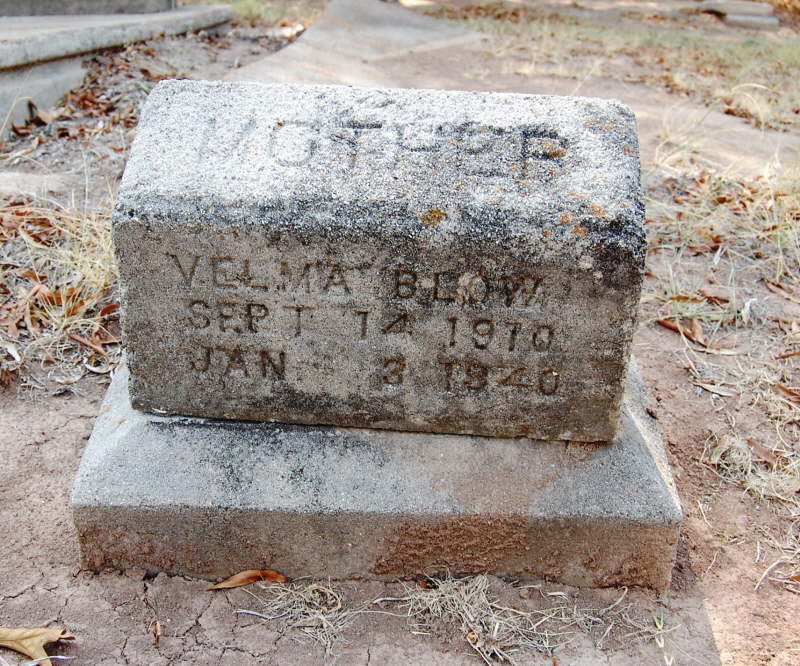 MOTHER
VELMA BLOW
SEPT 14 1910
JAN. 3 1940